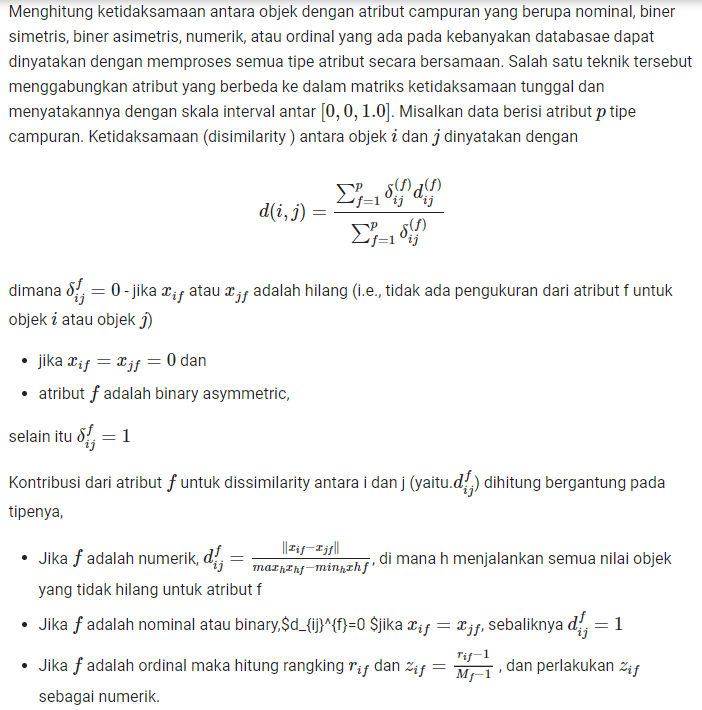 Menghitung ketidaksamaan antara objek dengan atribut campuran yang berupa nominal, biner
simetris, biner asimetris, numerik, atau ordinal yang ada pada kebanyakan databasae dapat
dinyatakan dengan memproses semua tipe atribut secara bersamaan. Salah satu teknik tersebut
menggabungkan atribut yang berbeda ke dalam matriks ketidaksamaan tunggal dan
menyatakannya dengan skala interval antar [0, 0, 1.0]. Misalkan data berisi atribut p tipe
campuran. Ketidaksamaan (disimilarity ) antara objek i dan j dinyatakan dengan
d(i, j) = \frac{\sum_{f=1}^{p} \delta_{ij}^{(f)} d_{ij}^{(f)}}{\sum_{f=1}^{p} \delta_{ij}^{(f)}}
dimana \delta_{ij}^{f} = 0 - jika x_{if} atau x_{jf} adalah hilang (i.e., tidak ada pengukuran dari atribut f untuk
objek i atau objek j)
• jika x_{if} = x_{jf} = 0 dan
• atribut f adalah binary asymmetric,
selain itu \delta_{ij}^{f} = 1
Kontribusi dari atribut f untuk dissimilarity antara i dan j (yaitu.d_{ij}^{f}) dihitung bergantung pada
tipenya,
• Jika f adalah numerik, d_{ij}^{f} = \frac{\|x_{if} - x_{jf}\|}{max_h x_{hf} - min_h xhf}, di mana h menjalankan semua nilai objek
yang tidak hilang untuk atribut f
• Jika f adalah nominal atau binary,$d_{ij}^{f}=0 $jika x_{if} = x_{jf}, sebaliknya d_{ij}^{f} = 1
• Jika f adalah ordinal maka hitung rangking r_{if} dan z_{if} = \frac{r_{if} - 1}{M_f - 1} , dan perlakukan z_{if}
sebagai numerik.